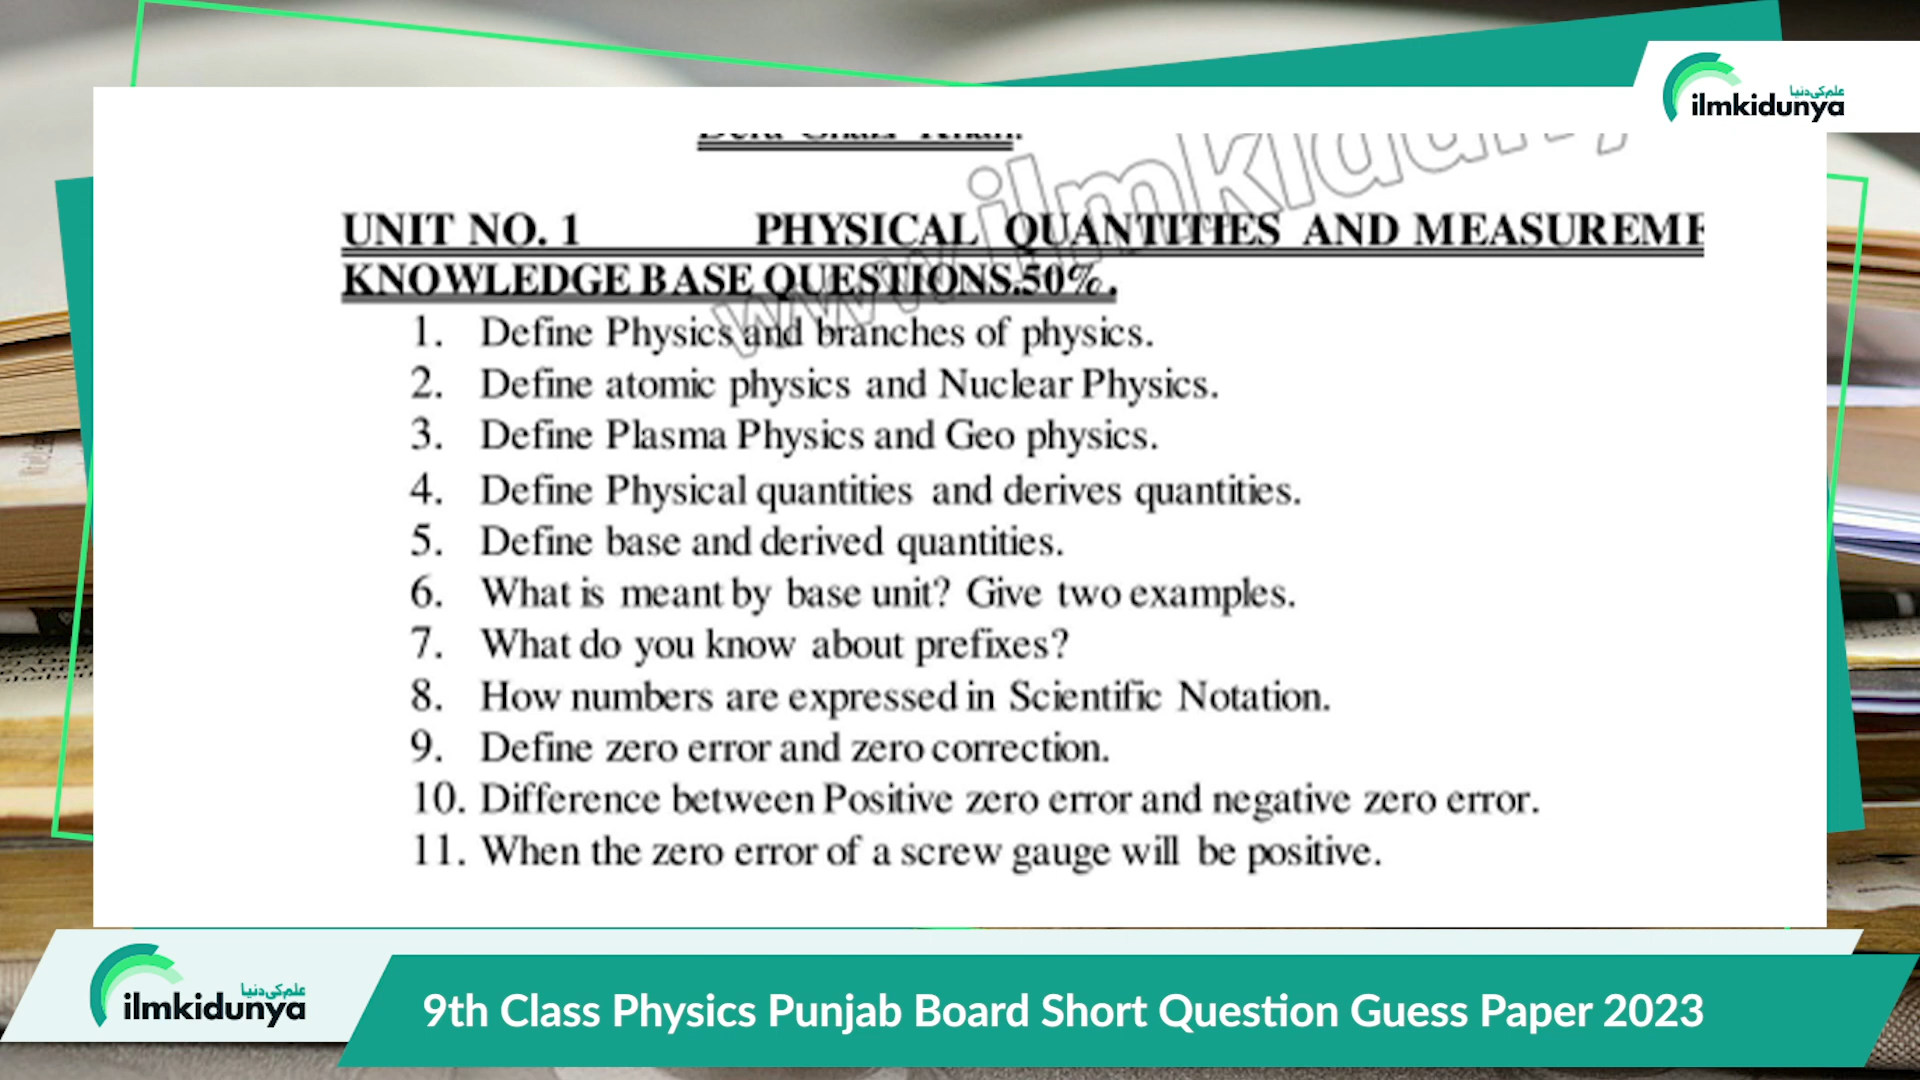 علم کی دنیا
ilmkidunya
Dera Ghazi Khan.
www.ilmkiduny
UNIT NO. 1 PHYSICAL QUANTITIES AND MEASUREME
KNOWLEDGE BASE QUESTIONS.50%.
1. Define Physics and branches of physics.
2. Define atomic physics and Nuclear Physics.
3. Define Plasma Physics and Geo physics.
4. Define Physical quantities and derives quantities.
5. Define base and derived quantities.
6. What is meant by base unit? Give two examples.
7. What do you know about prefixes?
8. How numbers are expressed in Scientific Notation.
9. Define zero error and zero correction.
10. Difference between Positive zero error and negative zero error.
11. When the zero error of a screw gauge will be positive.
علم کی دنیا
ilmkidunya
9th Class Physics Punjab Board Short Question Guess Paper 2023